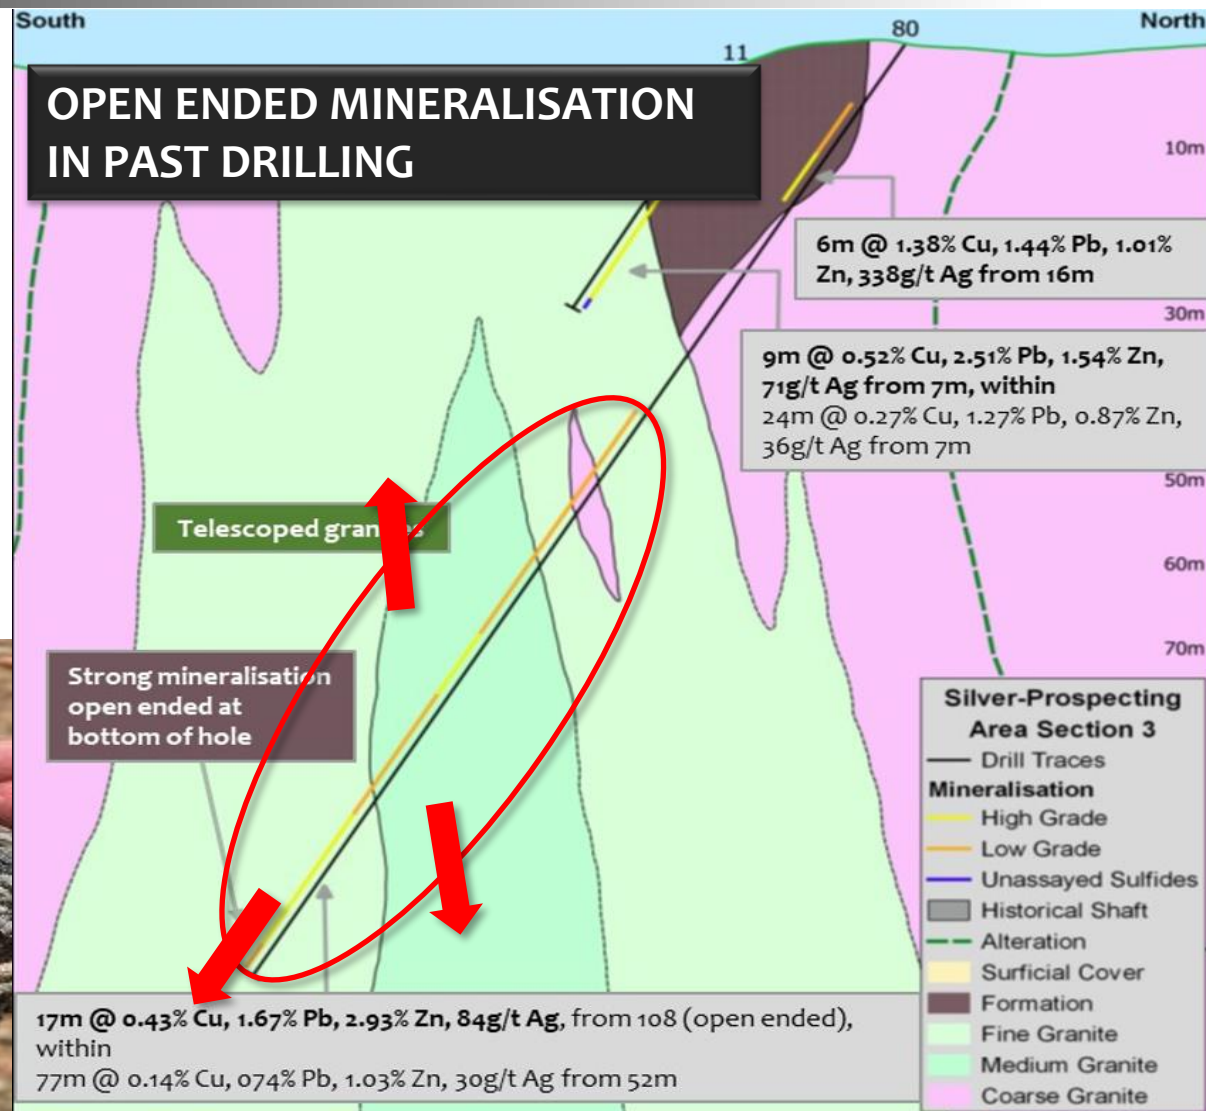 South
North
80
11
OPEN ENDED MINERALISATION
IN PAST DRILLING
10m
6m @ 1.38% Cu, 1.44% Pb, 1.01%
Zn, 338g/t Ag from 16m
30m
9m @ 0.52% Cu, 2.51% Pb, 1.54% Zn,
71g/t Ag from 7m, within
24m @ 0.27% Cu, 1.27% Pb, 0.87% Zn,
36g/t Ag from 7m
50m
Telescoped
60m
70m
Strong mineralisation
open ended at
bottom of hole
Silver-Prospecting
Area Section 3
Drill Traces
Mineralisation
High Grade
Low Grade
Unassayed Sulfides
Historical Shaft
Alteration
Surficial Cover
Formation
Fine Granite
Medium Granite
Coarse Granite
17m @ 0.43% Cu, 1.67% Pb, 2.93% Zn, 84g/t Ag, from 108 (open ended),
within
77m @ 0.14% Cu, 074% Pb, 1.03% Zn, 30g/t Ag from 52m